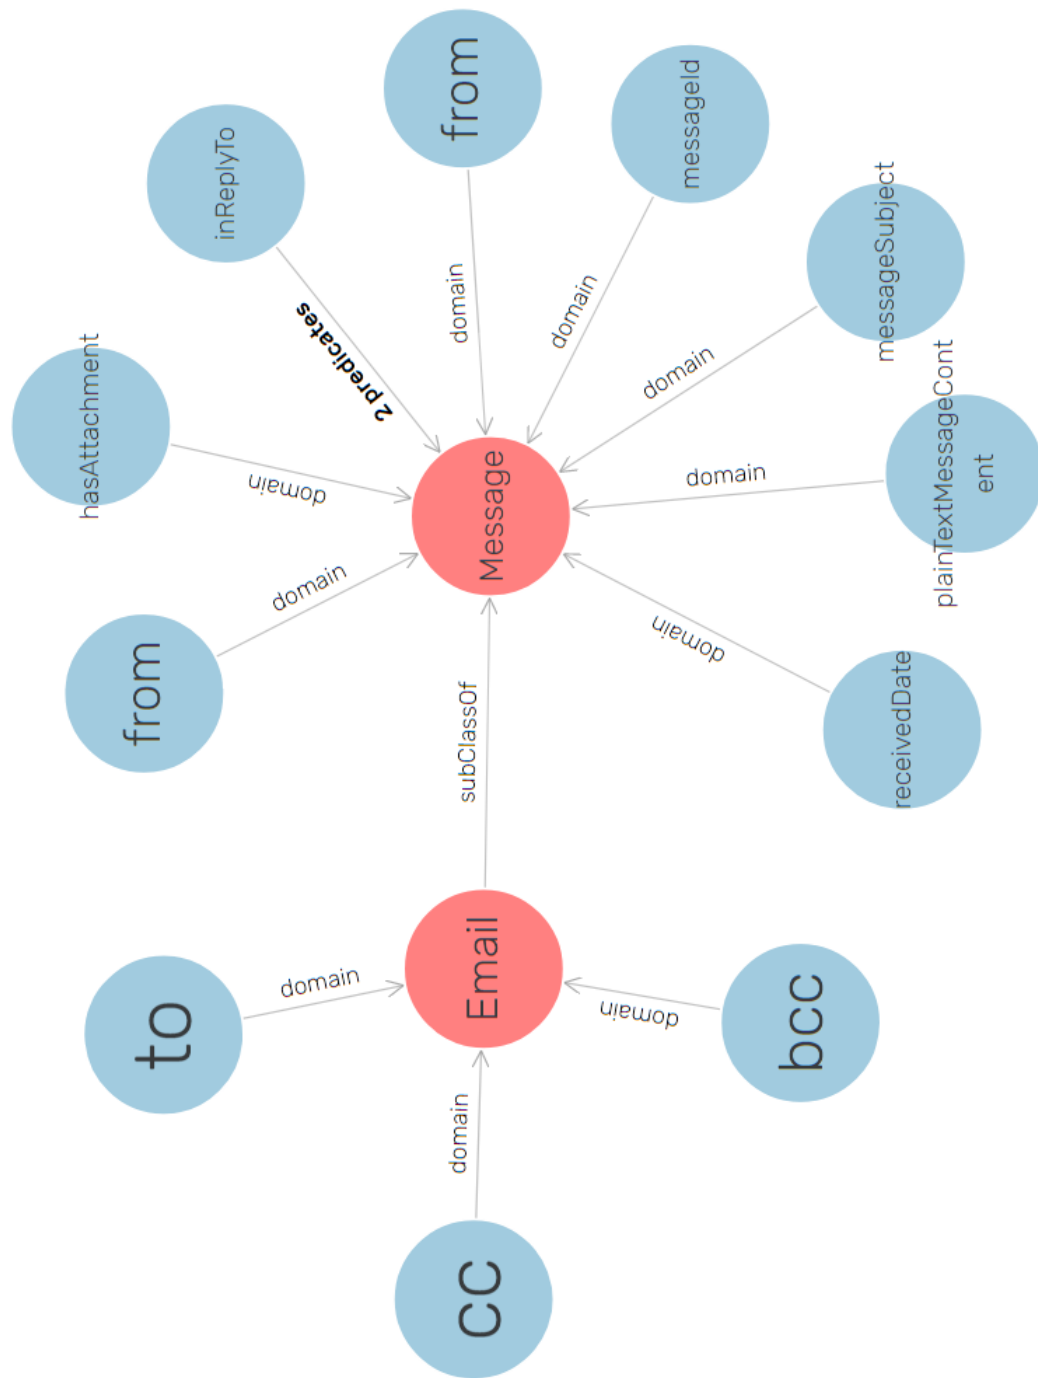 from
messageId
inReplyTo
domain
domain
messageSubject
2 predicates
hasAttachment
domain
plainTextMessageCont
ent
domain
Message
domain
domain
domain
from
receivedDate
subClassOf
Email
to
domain
domain
bcc
domain
cc